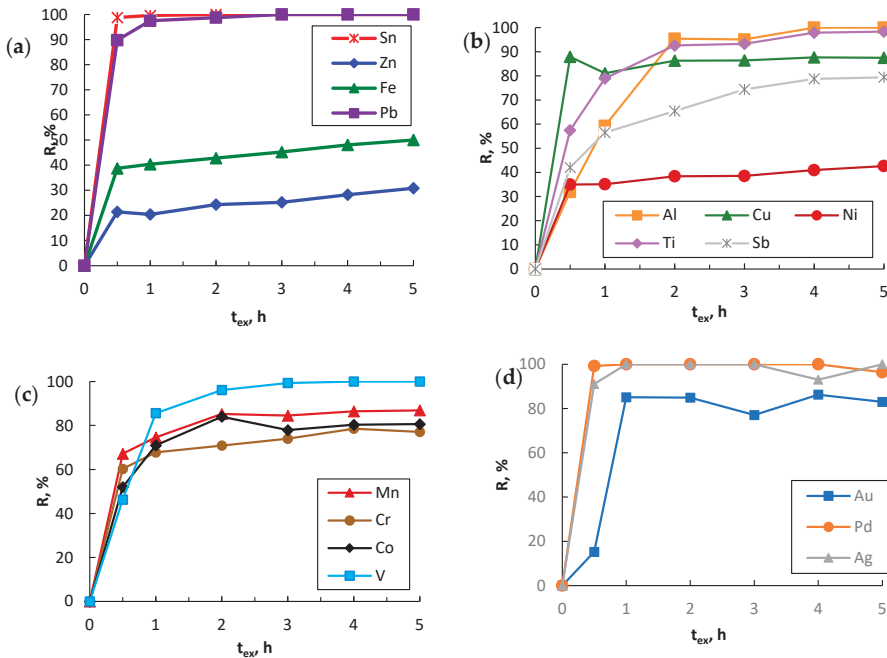 (a)
R, %
100
90
80
70
60
50
40
30
20
10
0
Sn
Zn
Fe
Pb
0 1 2 3 4 5
tex, h
(b)
R, %
100
90
80
70
60
50
40
30
20
10
0
Al Cu Ni
Ti Sb
0 1 2 3 4 5
tex, h
(c)
R, %
100
80
60
40
20
0
Mn
Cr
Co
V
0 1 2 3 4 5
tex, h
(d)
R, %
100
80
60
40
20
0
Au
Pd
Ag
0 1 2 3 4 5
tex, h